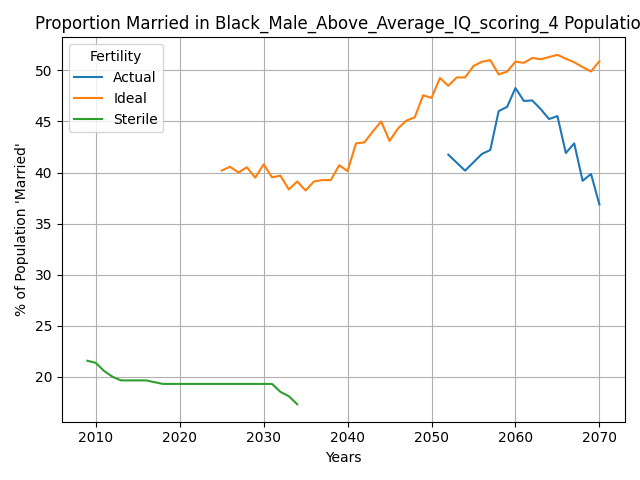 Proportion Married in Black_Male_Above_Average_IQ_scoring_4 Populatio
Fertility
Actual
Ideal
Sterile
% of Population 'Married'
50
45
40
35
30
25
20
2010 2020 2030 2040 2050 2060 2070
Years